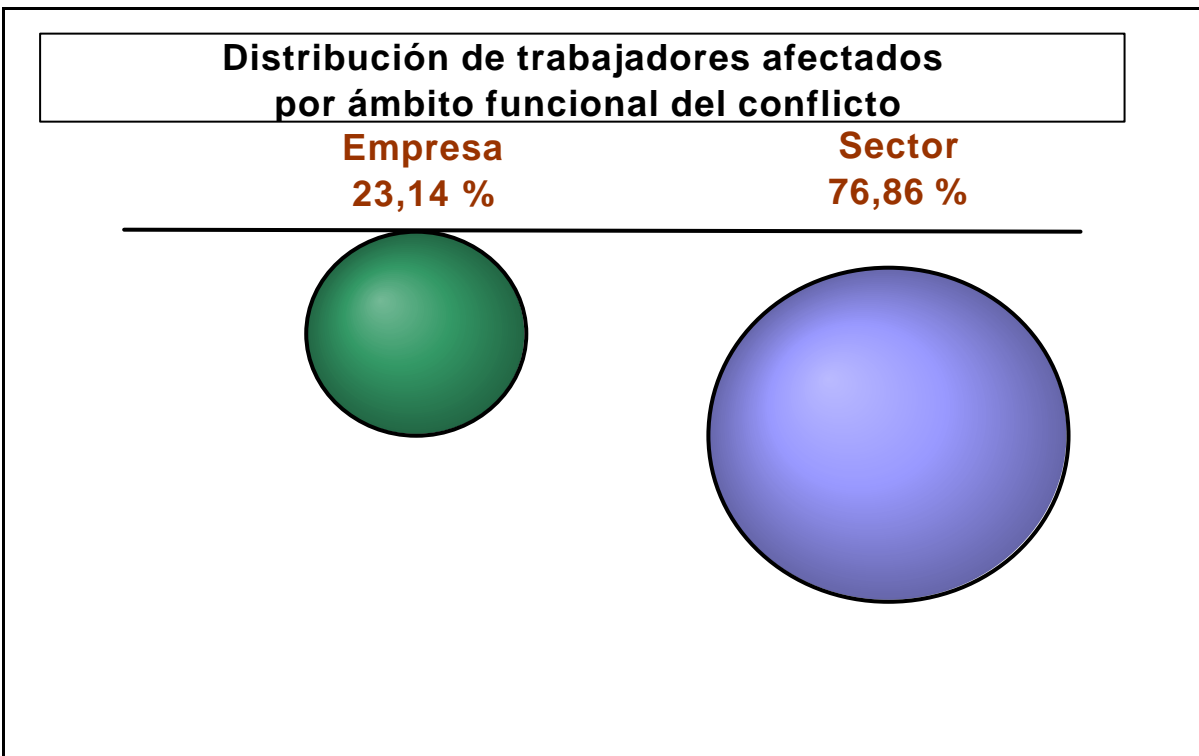 Distribución de trabajadores afectados
por ámbito funcional del conflicto
Empresa
23,14 %
Sector
76,86 %